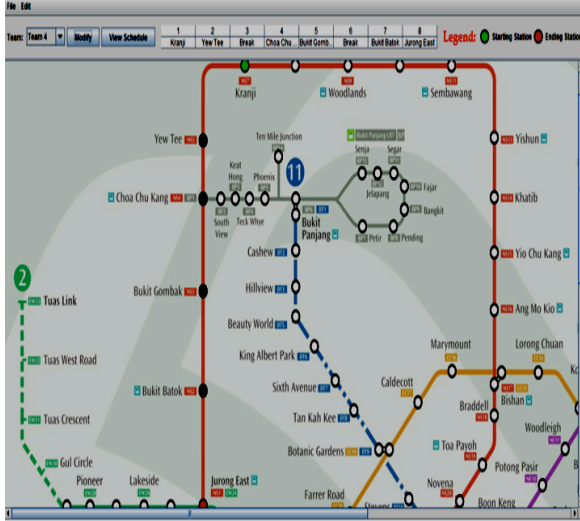 File Edit
1 2 3 4 5 6 7 8
Team: Team 4 Modify View Schedule Kranji Yew Tee Break Choa Chu ... Bukit Gomb... Break Bukit Batok Jurong East Legend: Starting Station Ending Statio
Kranji
Woodlands
Sembawang
Yew Tee
Ten Mile Junction
Bukit Panjang LRT
Senja
Segar
Yishun
Keat
Hong
Phoenix
Jelapang
Fajar
11
Choa Chu Kang
Khatib
South
View
Teck Whye
Bukit
Panjang
Bangkit
Petir
Pending
Cashew
Yio Chu Kang
2
Bukit Gombak
Hillview
Tuas Link
Ang Mo Kio
Beauty World
Marymount
Lorong Chuan
Tuas West Road
King Albert Park
Sixth Avenue
Caldecott
Bukit Batok
Bishan
Braddell
Tuas Crescent
Tan Kah Kee
Woodleigh
Botanic Gardens
Toa Payoh
Gul Circle
Potong Pasir
Pioneer
Lakeside
Jurong East
Novena
Farrer Road
Stevens
Boon Keng